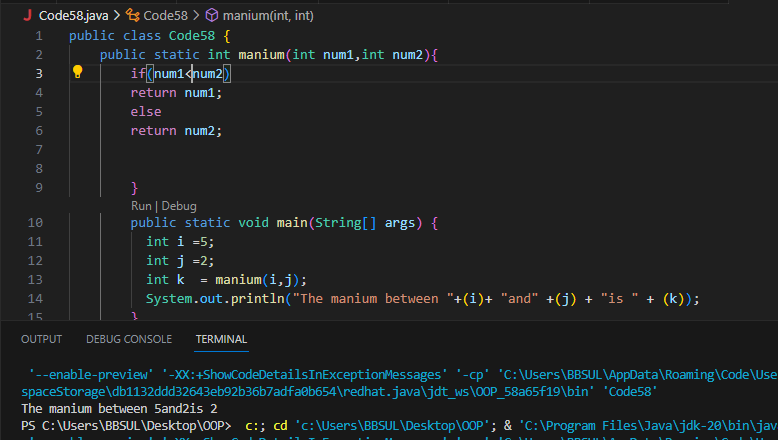 Code58.java > Code58 > manium(int, int)
1 public class Code58 {
2 public static int manium(int num1,int num2){
3 if(num1<num2)
4 return num1;
5 else
6 return num2;
7
8
9 }
Run | Debug
10 public static void main(String[] args) {
11 int i =5;
12 int j =2;
13 int k  = manium(i,j);
14 System.out.println("The manium between "+(i)+ "and" +(j) + "is " + (k));
15 }
OUTPUT DEBUG CONSOLE TERMINAL
'--enable-preview' '-XX:+ShowCodeDetailsInExceptionMessages' '-cp' 'C:\Users\BBSUL\AppData\Roaming\Code\Use
spaceStorage\db1132ddd32643eb92b36b7adfa0b654\redhat.java\jdt_ws\OOP_58a65f19\bin' 'Code58'
The manium between 5and2is 2
PS C:\Users\BBSUL\Desktop\OOP>  c:; cd 'c:\Users\BBSUL\Desktop\OOP'; & 'C:\Program Files\Java\jdk-20\bin\jav